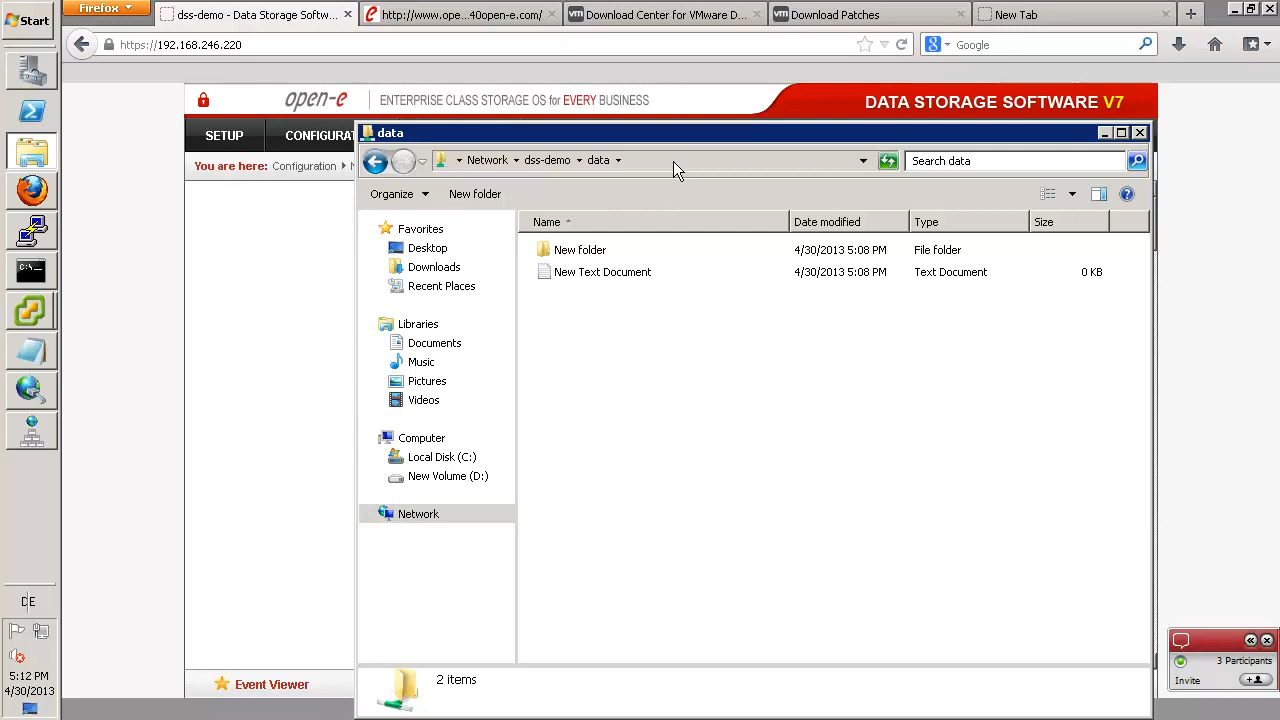 Start
Firefox
dss-demo - Data Storage Softw...
http://www.ope...40open-e.com/
Download Center for VMware D...
Download Patches
New Tab
https://192.168.246.220
Google
open-e
ENTERPRISE CLASS STORAGE OS for EVERY BUSINESS
DATA STORAGE SOFTWARE V7
SETUP
CONFIGURAT
You are here: Configuration
data
Network
dss-demo
data
Search data
Organize
New folder
Name
Date modified
Type
Size
Favorites
Desktop
Downloads
Recent Places
Libraries
Documents
Music
Pictures
Videos
Computer
Local Disk (C:)
New Volume (D:)
Network
New folder
4/30/2013 5:08 PM
File folder
New Text Document
4/30/2013 5:08 PM
Text Document
0 KB
2 items
Event Viewer
DE
5:12 PM
4/30/2013
3 Participants
Invite